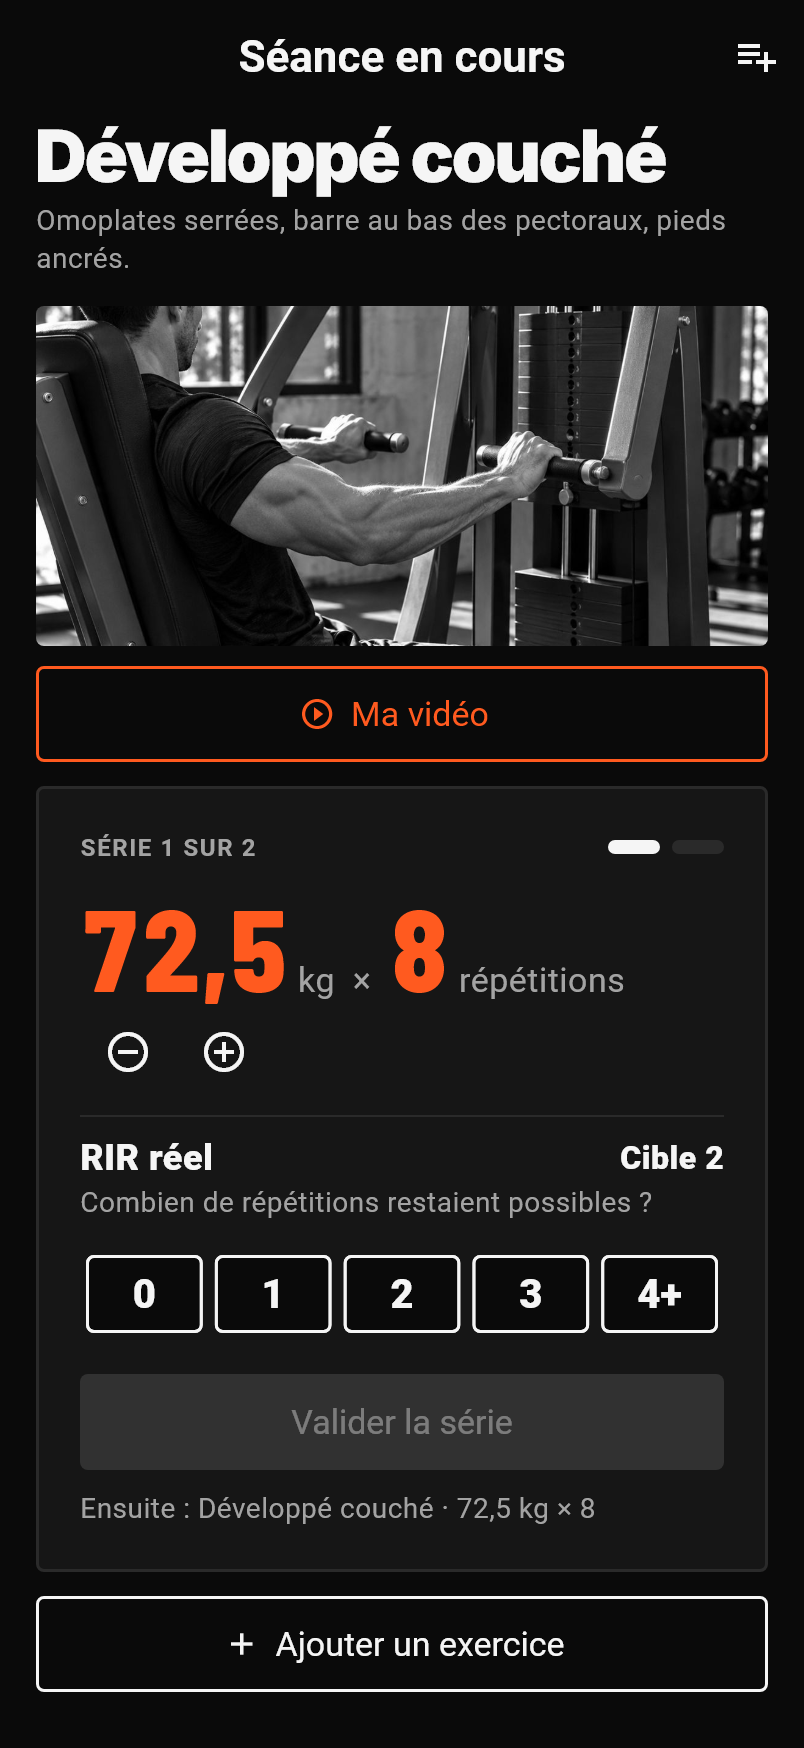 Séance en cours
Développé couché
Omoplates serrées, barre au bas des pectoraux, pieds
ancrés.
Ma vidéo
SÉRIE 1 SUR 2
72,5 kg × 8 répétitions
RIR réel Cible 2
Combien de répétitions restaient possibles ?
0 1 2 3 4+
Valider la série
Ensuite : Développé couché · 72,5 kg × 8
+ Ajouter un exercice